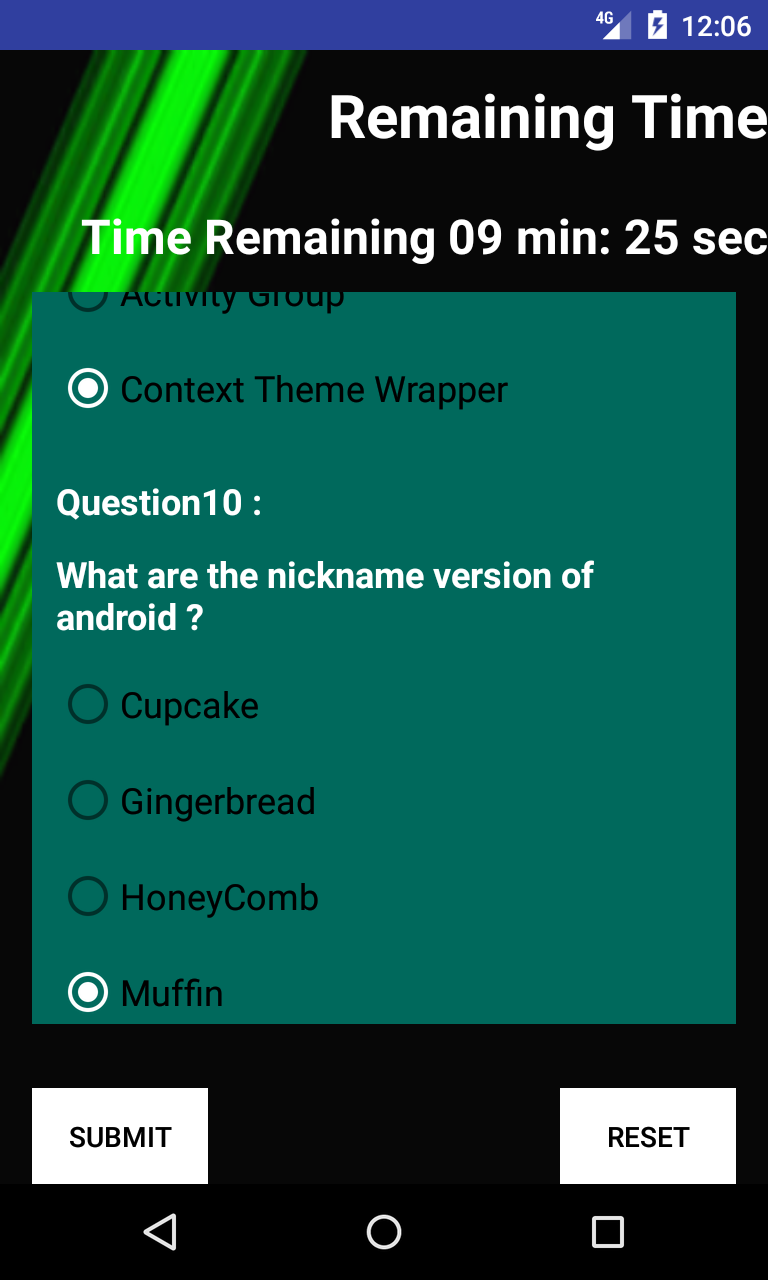 4G 12:06
Remaining Time
Time Remaining 09 min: 25 sec
Activity Group
Context Theme Wrapper
Question10 :
What are the nickname version of
android ?
Cupcake
Gingerbread
HoneyComb
Muffin
SUBMIT RESET